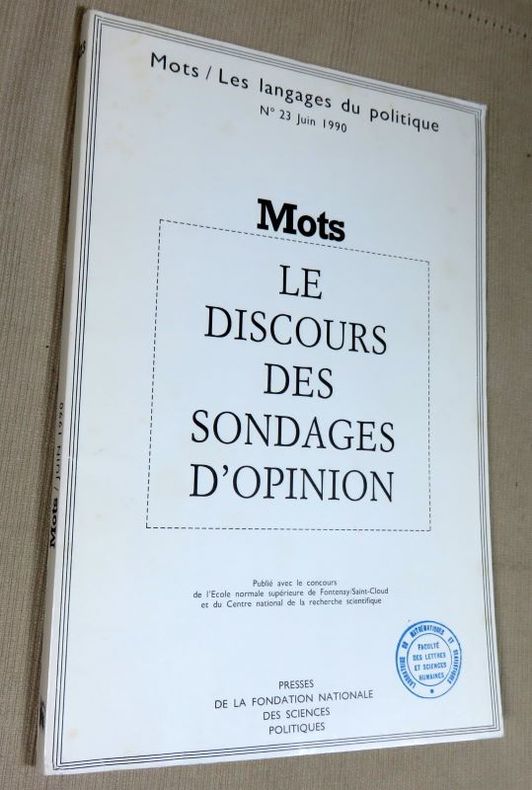 Mots / Les langages du politique
N° 23 Juin 1990
Mots
LE
DISCOURS
DES
SONDAGES
D'OPINION
Publié avec le concours
de l'Ecole normale supérieure de Fontenay/Saint-Cloud
et du Centre national de la recherche scientifique
FACULTÉ
DES LETTRES
ET SCIENCES
HUMAINES
PRESSES
DE LA FONDATION NATIONALE
DES SCIENCES
POLITIQUES
Mots / JUIN 1990